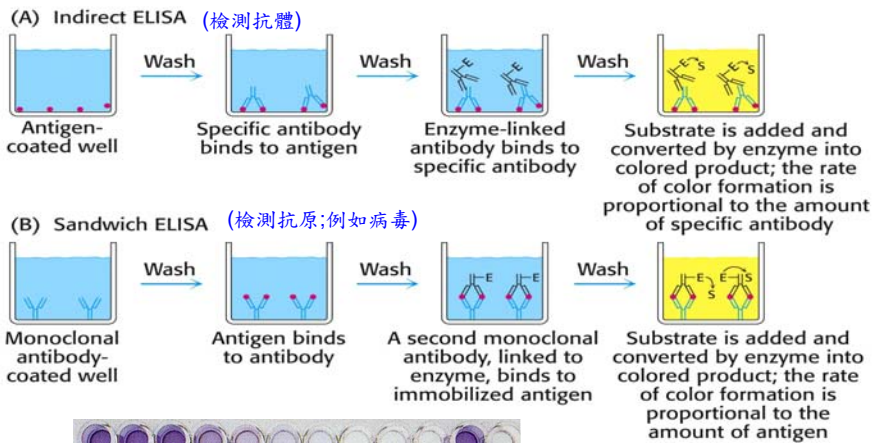 (A) Indirect ELISA (檢測抗體)
Wash
Wash
Wash
E
E
S
E
S
E
S
Antigen-
coated well
Specific antibody
binds to antigen
Enzyme-linked
antibody binds to
specific antibody
Substrate is added and
converted by enzyme into
colored product; the rate
of color formation is
proportional to the amount
of specific antibody
(B) Sandwich ELISA (檢測抗原;例如病毒)
Wash
Wash
Wash
E
E
E
S
E
S
Monoclonal
antibody-
coated well
Antigen binds
to antibody
A second monoclonal
antibody, linked to
enzyme, binds to
immobilized antigen
Substrate is added and
converted by enzyme into
colored product; the rate
of color formation is
proportional to the
amount of antigen